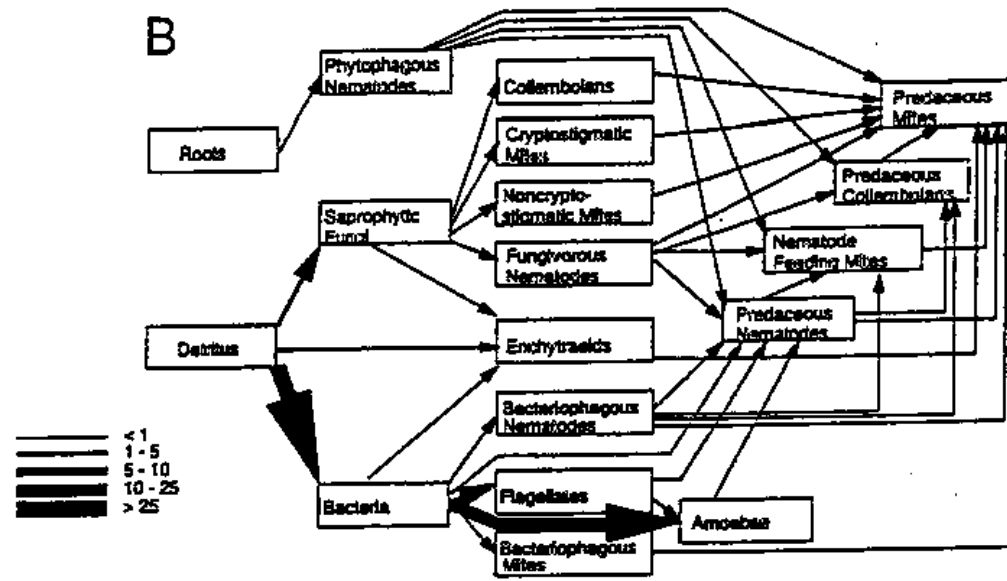 B
Phytophagous
Nematodes
Roots
Collembolans
Cryptostigmatic
Mites
Noncrypto-
stigmatic Mites
Saprophytic
Fungi
Fungivorous
Nematodes
Predaceous
Mites
Predaceous
Collembolans
Nematode
Feeding Mites
Predaceous
Nematodes
Detritus
Enchytraeids
Bacteriophagous
Nematodes
Bacteria
Flagellates
Amoebae
Bacteriophagous
Mites
< 1
1 - 5
5 - 10
10 - 25
> 25